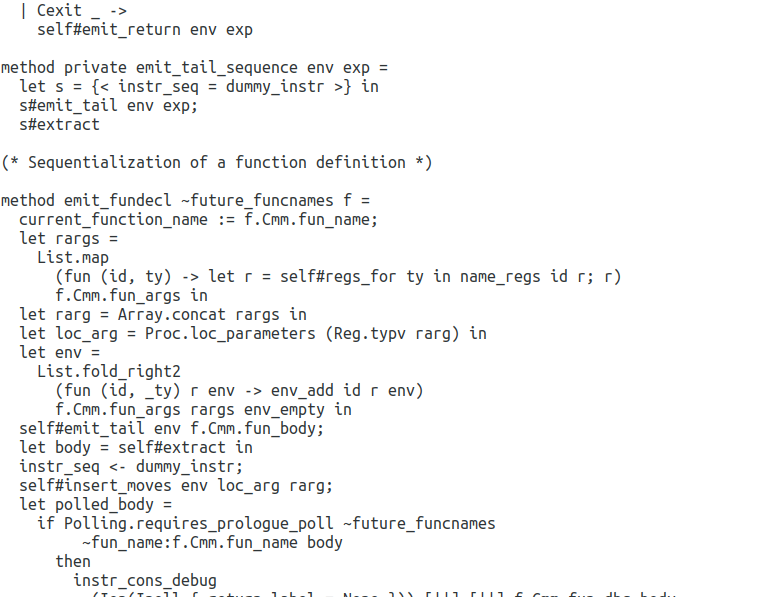 | Cexit _ ->
self#emit_return env exp
method private emit_tail_sequence env exp =
let s = {< instr_seq = dummy_instr >} in
s#emit_tail env exp;
s#extract
(* Sequentialization of a function definition *)
method emit_fundecl ~future_funcnames f =
current_function_name := f.Cmm.fun_name;
let rargs =
List.map
(fun (id, ty) -> let r = self#regs_for ty in name_regs id r; r)
f.Cmm.fun_args in
let rarg = Array.concat rargs in
let loc_arg = Proc.loc_parameters (Reg.typv rarg) in
let env =
List.fold_right2
(fun (id, _ty) r env -> env_add id r env)
f.Cmm.fun_args rargs env_empty in
self#emit_tail env f.Cmm.fun_body;
let body = self#extract in
instr_seq <- dummy_instr;
self#insert_moves env loc_arg rarg;
let polled_body =
if Polling.requires_prologue_poll ~future_funcnames
~fun_name:f.Cmm.fun_name body
then
instr_cons_debug